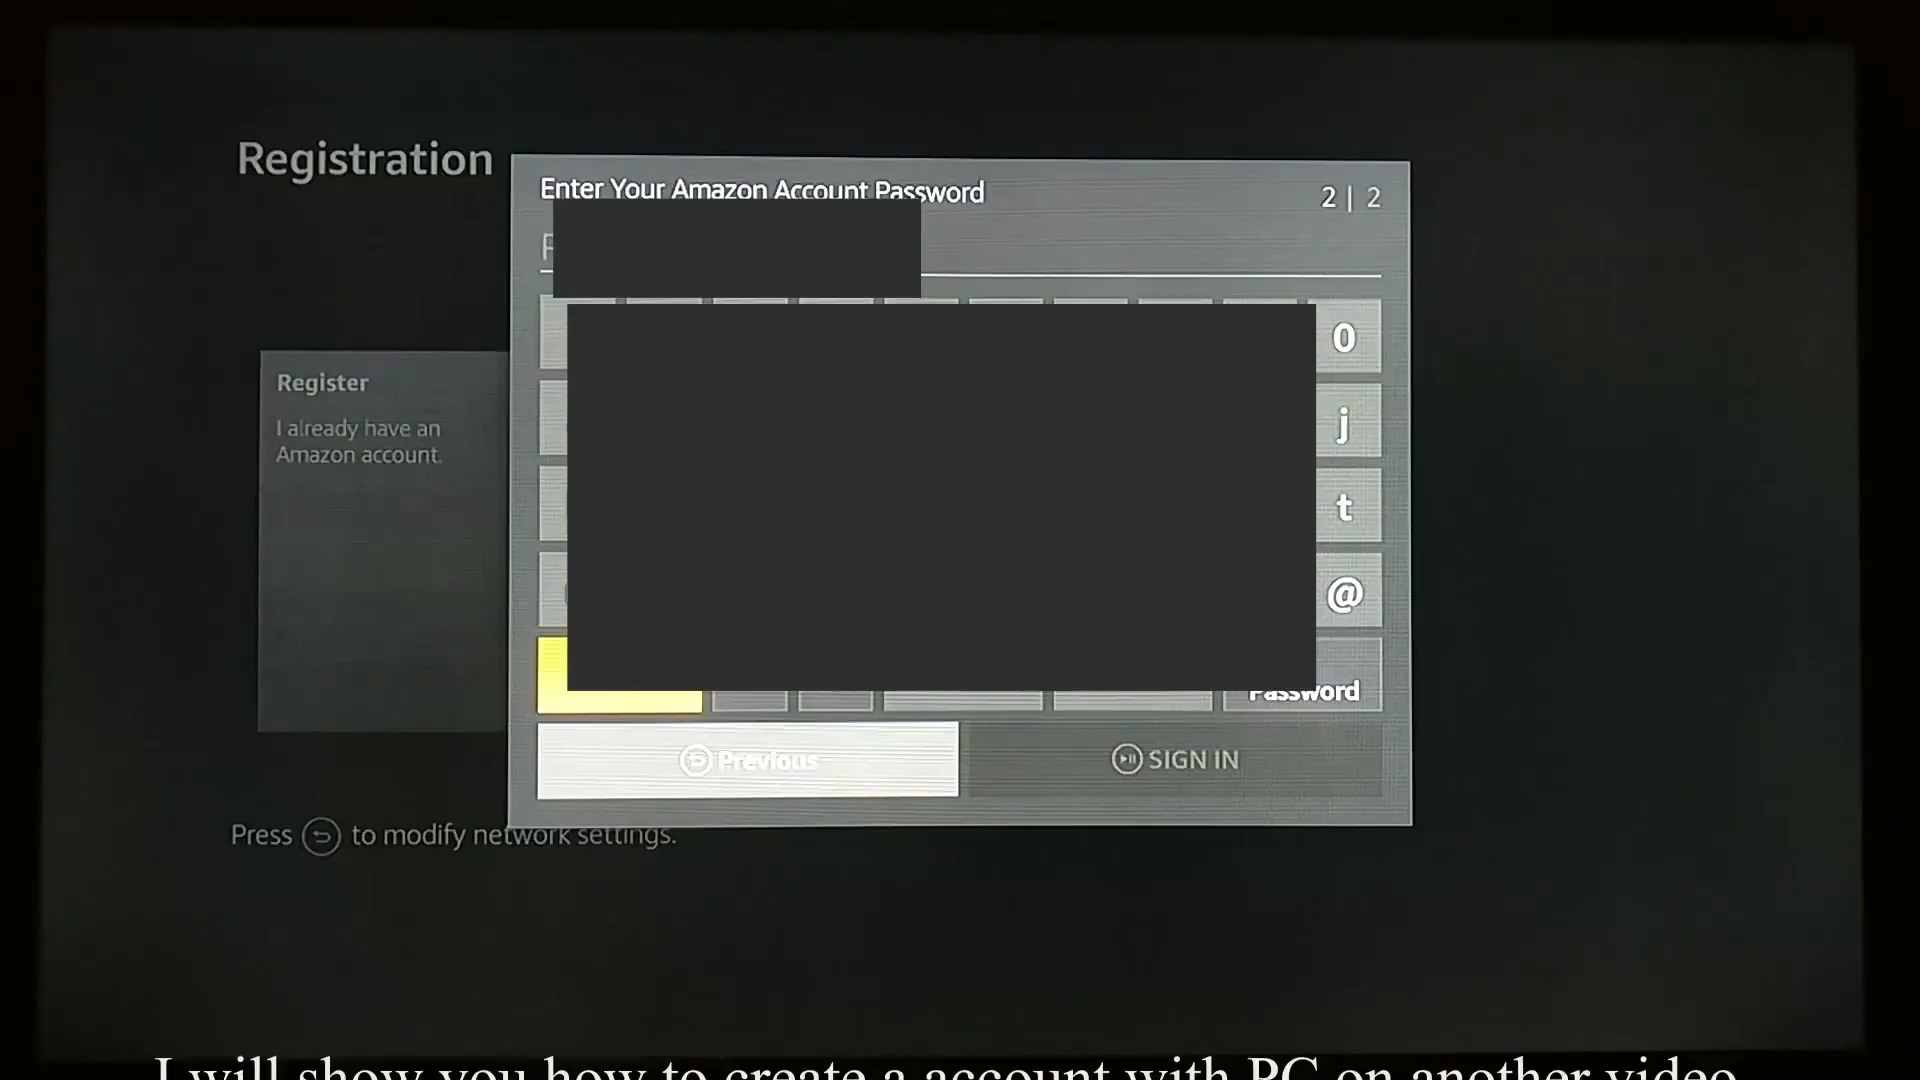 Registration
Enter Your Amazon Account Password
2 | 2
0
Register
I already have an
Amazon account.
j
t
@
Password
Previous
SIGN IN
Press to modify network settings.
I will show you how to create a account with PC on another video